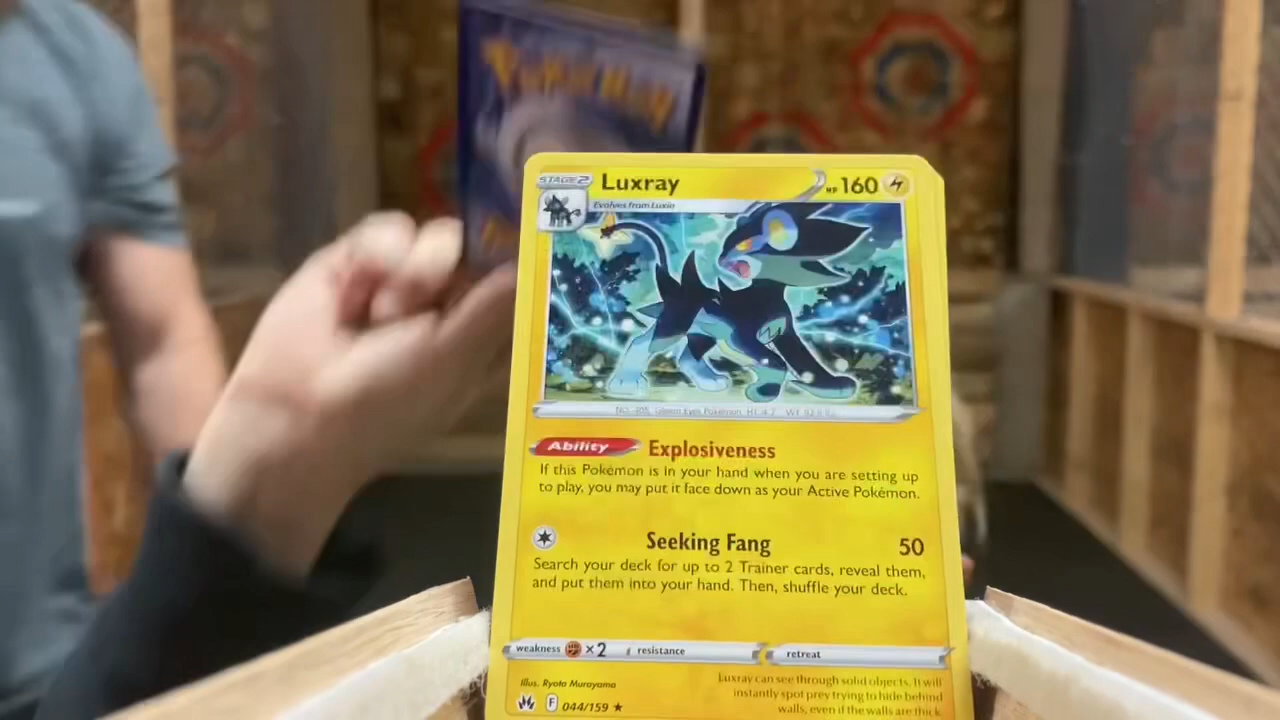 POKéMON
STAGE 2
Luxray
HP 160
Evolves from Luxio
Ability Explosiveness
If this Pokémon is in your hand when you are setting up
to play, you may put it face down as your Active Pokémon.
Seeking Fang 50
Search your deck for up to 2 Trainer cards, reveal them,
and put them into your hand. Then, shuffle your deck.
weakness ×2 resistance retreat
Illus. Ryota Murayama
F 044/159 ★
Luxray can see through solid objects. It will
instantly spot prey trying to hide behind
walls, even if the walls are thick.